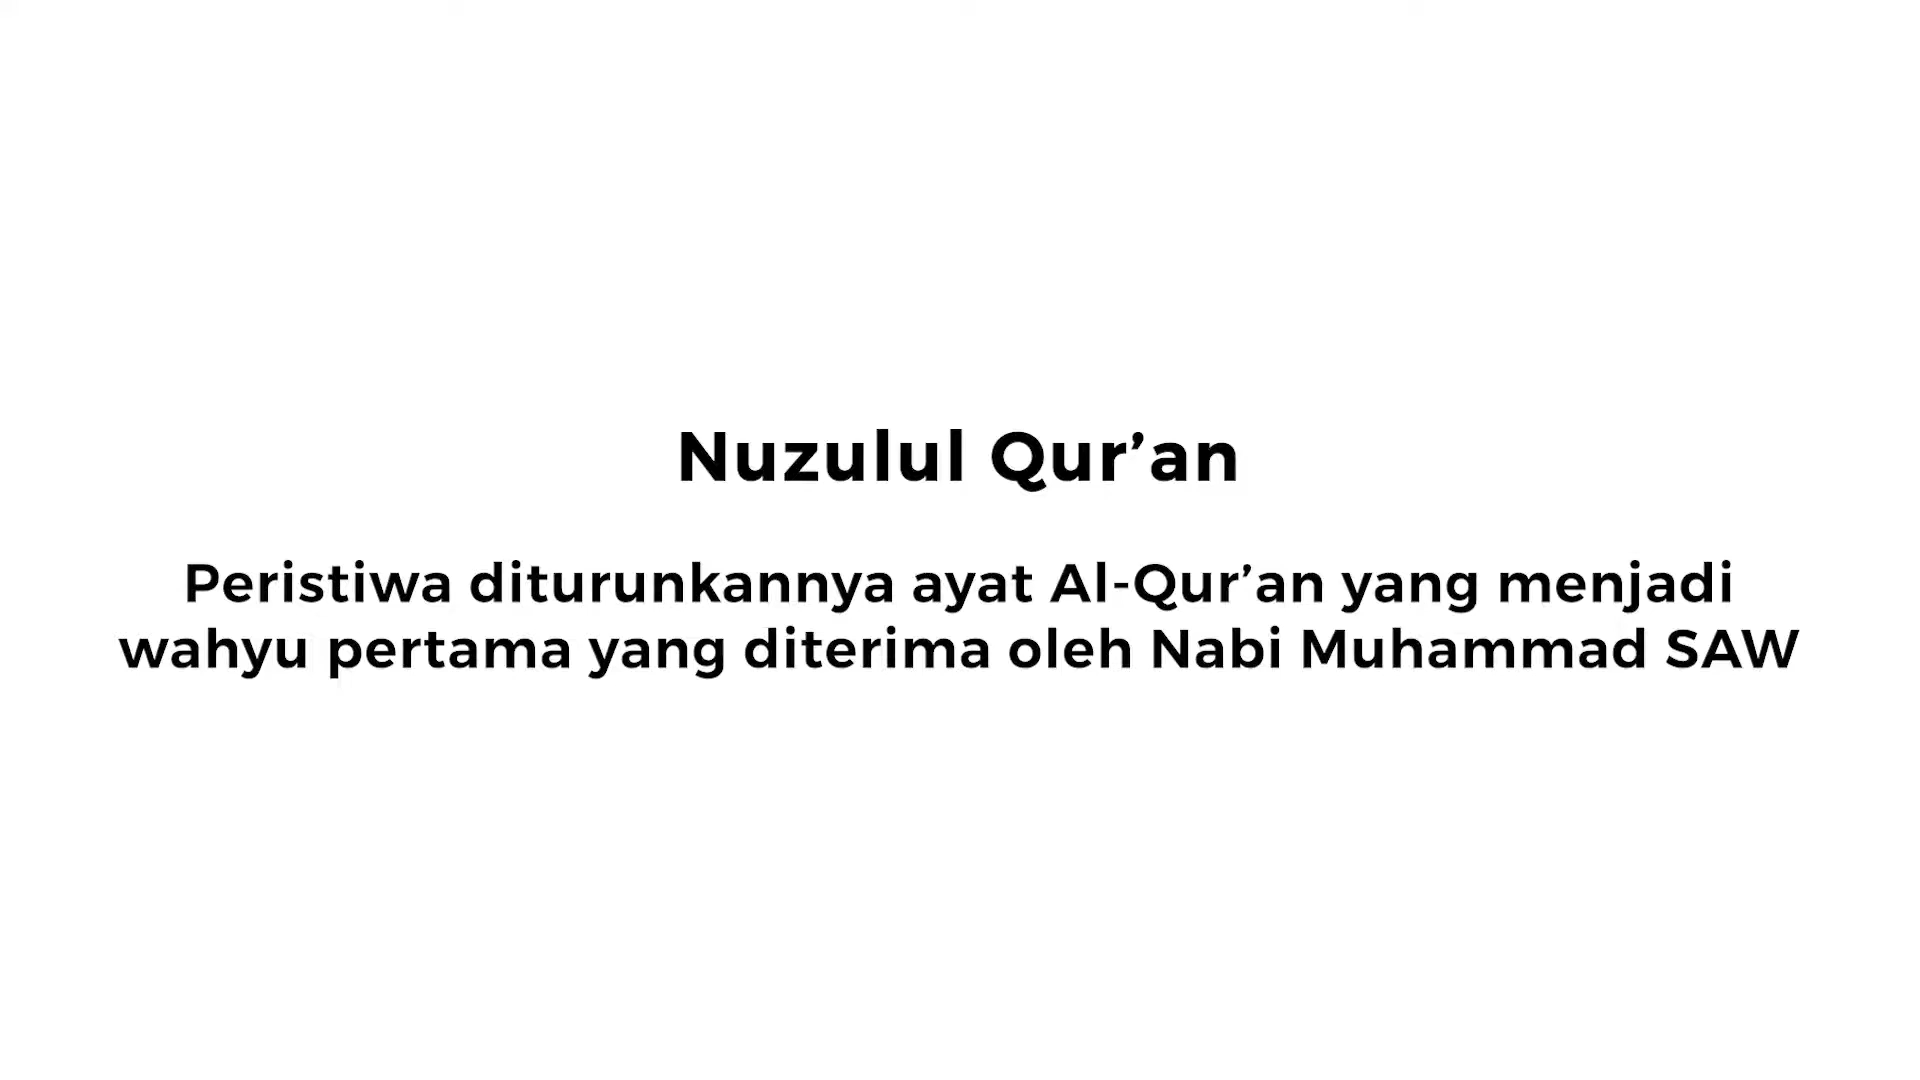 Nuzulul Qur’an
Peristiwa diturunkannya ayat Al-Qur’an yang menjadi
wahyu pertama yang diterima oleh Nabi Muhammad SAW